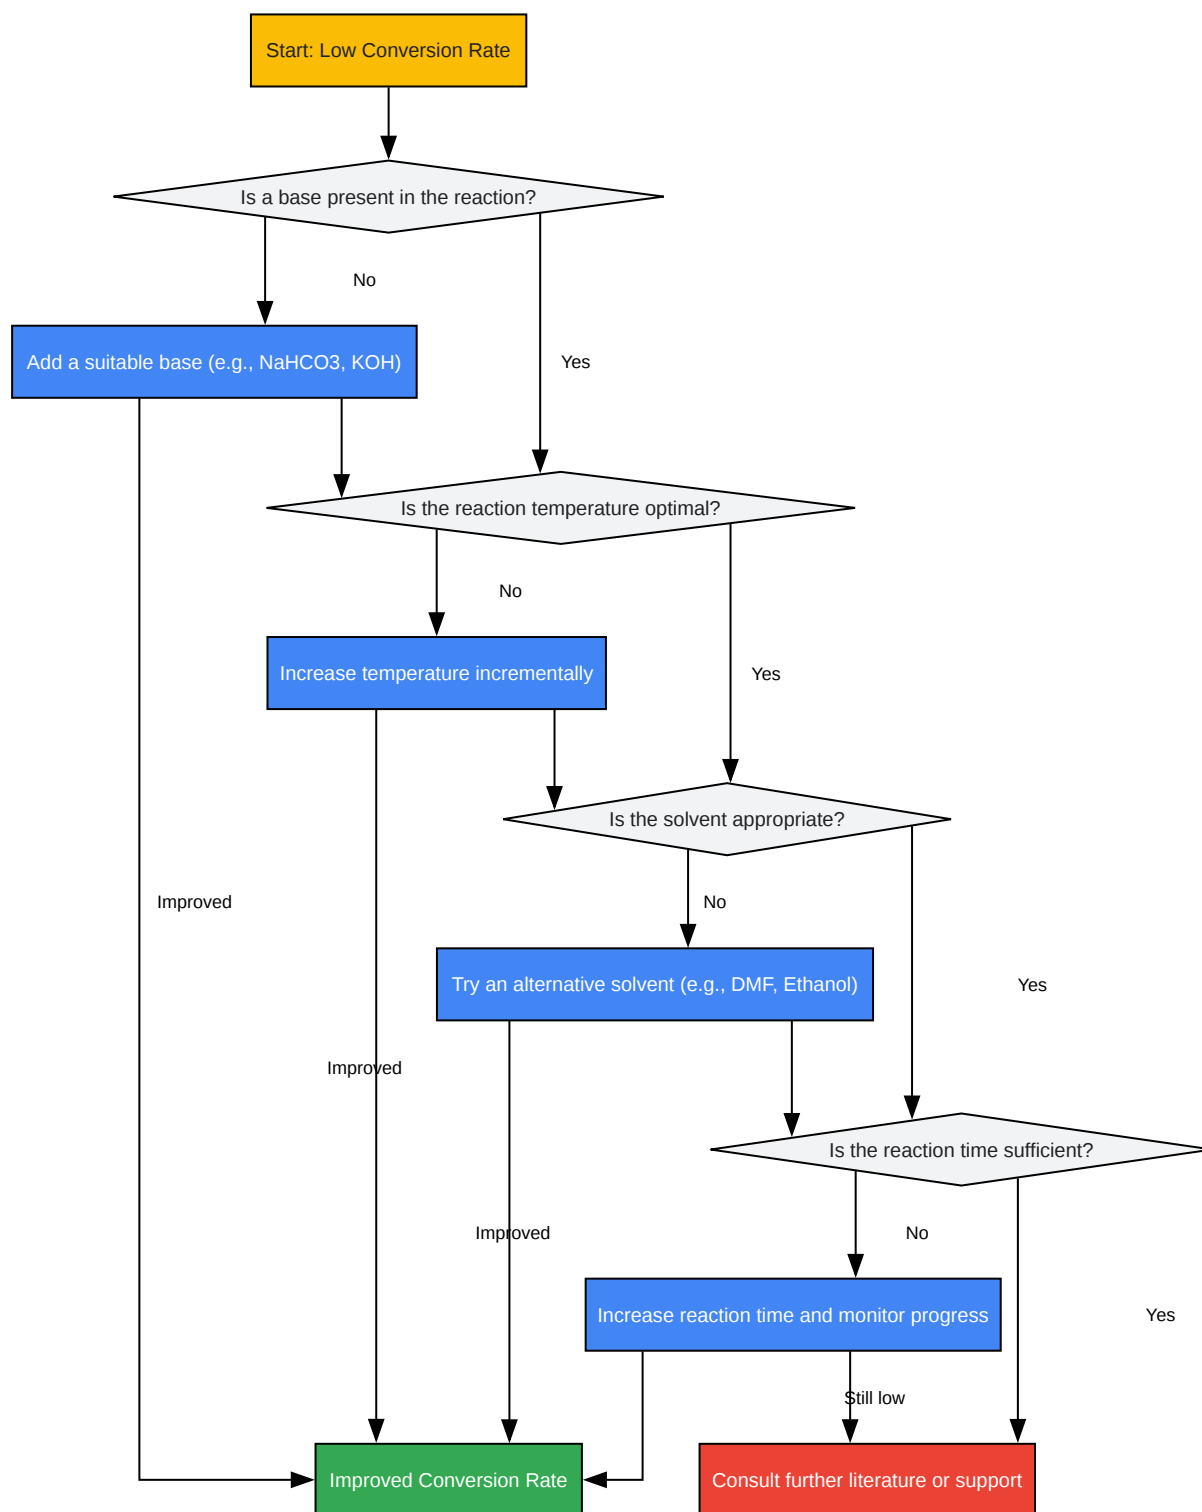 Start: Low Conversion Rate
Is a base present in the reaction?
No
Add a suitable base (e.g., NaHCO3, KOH)
Yes
Is the reaction temperature optimal?
No
Increase temperature incrementally
Yes
Is the solvent appropriate?
Improved
No
Try an alternative solvent (e.g., DMF, Ethanol)
Yes
Improved
Is the reaction time sufficient?
Improved
No
Increase reaction time and monitor progress
Yes
Still low
Improved Conversion Rate
Consult further literature or support